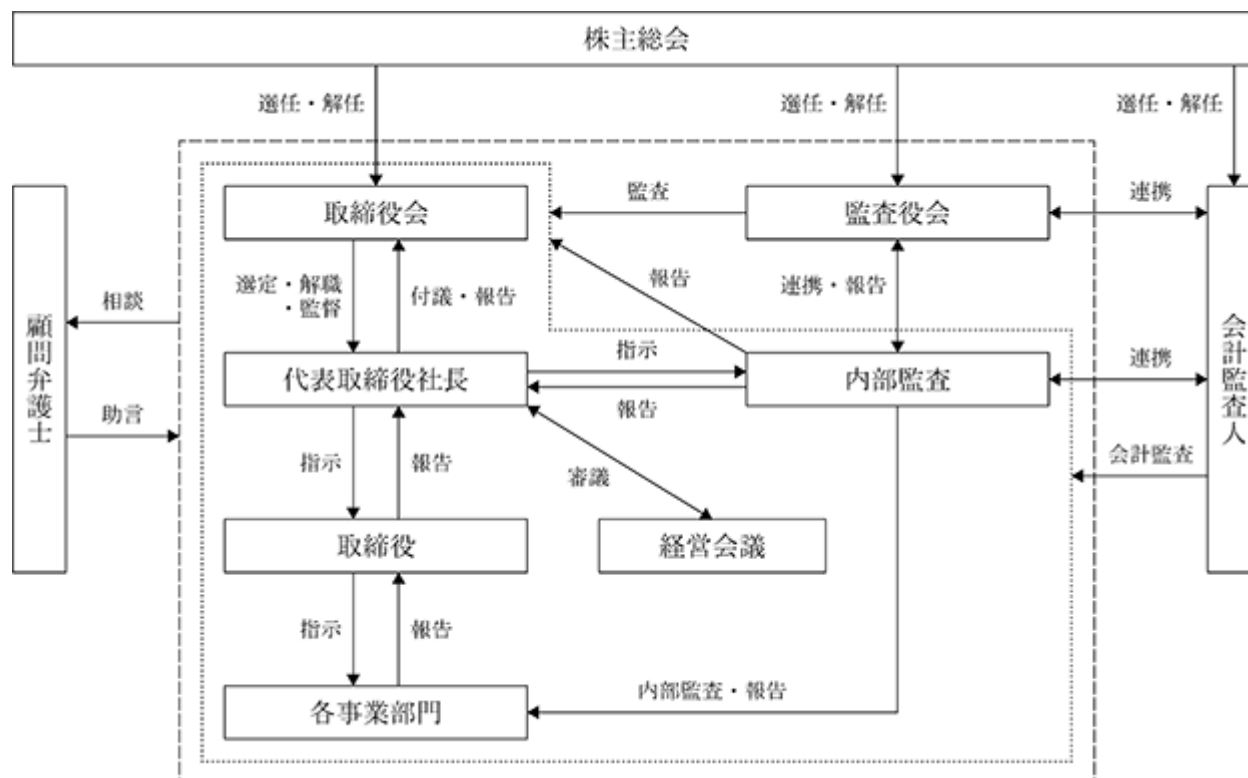 株主総会
選任・解任
選任・解任
選任・解任
取締役会
監査
監査役会
連携
選定・解職
・監督
付議・報告
報告
連携・報告
相談
顧問弁護士
助言
会計監査人
代表取締役社長
指示
報告
内部監査
連携
会計監査
指示
報告
審議
取締役
経営会議
指示
報告
内部監査・報告
各事業部門